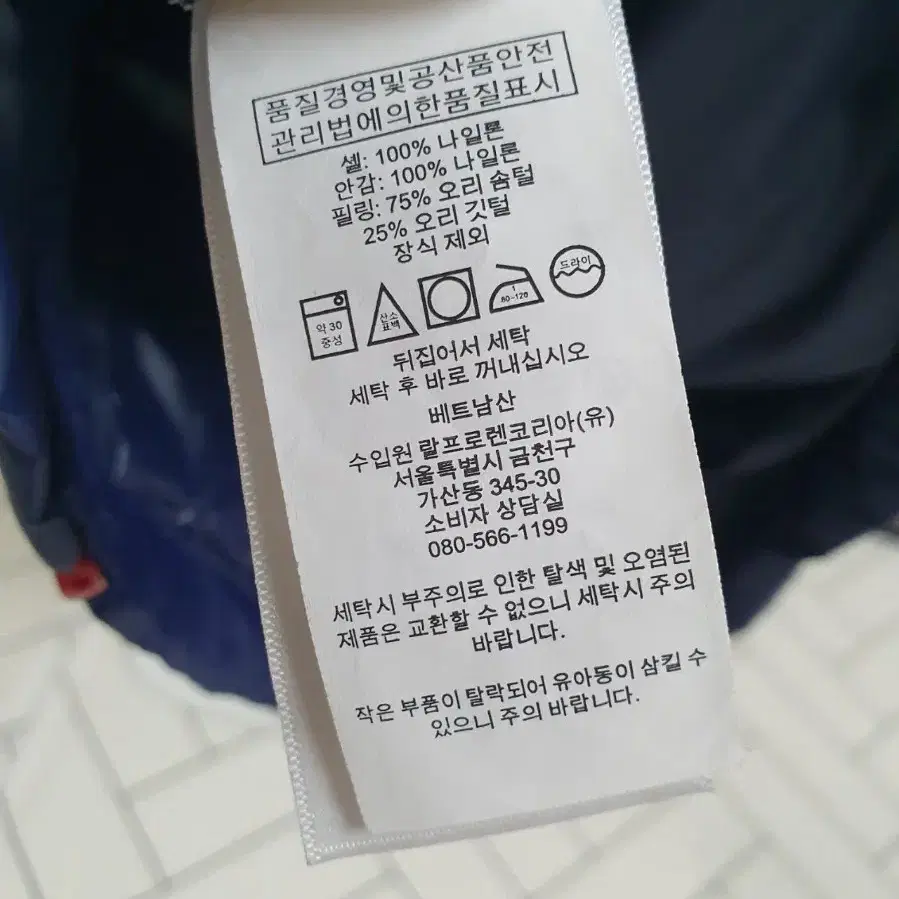 품질경영및공산품안전
관리법에의한품질표시
셸: 100% 나일론
안감: 100% 나일론
필링: 75% 오리 솜털
25% 오리 깃털
장식 제외
약 30
중성
산소
표백
1
80-120
드라이
뒤집어서 세탁
세탁 후 바로 꺼내십시오
베트남산
수입원 랄프로렌코리아(유)
서울특별시 금천구
가산동 345-30
소비자 상담실
080-566-1199
세탁시 부주의로 인한 탈색 및 오염된
제품은 교환할 수 없으니 세탁시 주의
바랍니다.
작은 부품이 탈락되어 유아동이 삼킬 수
있으니 주의 바랍니다.